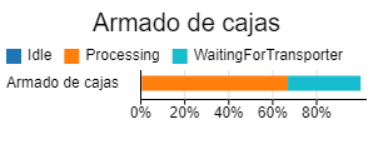 Armado de cajas
Idle Processing WaitingForTransporter
Armado de cajas
0% 20% 40% 60% 80%